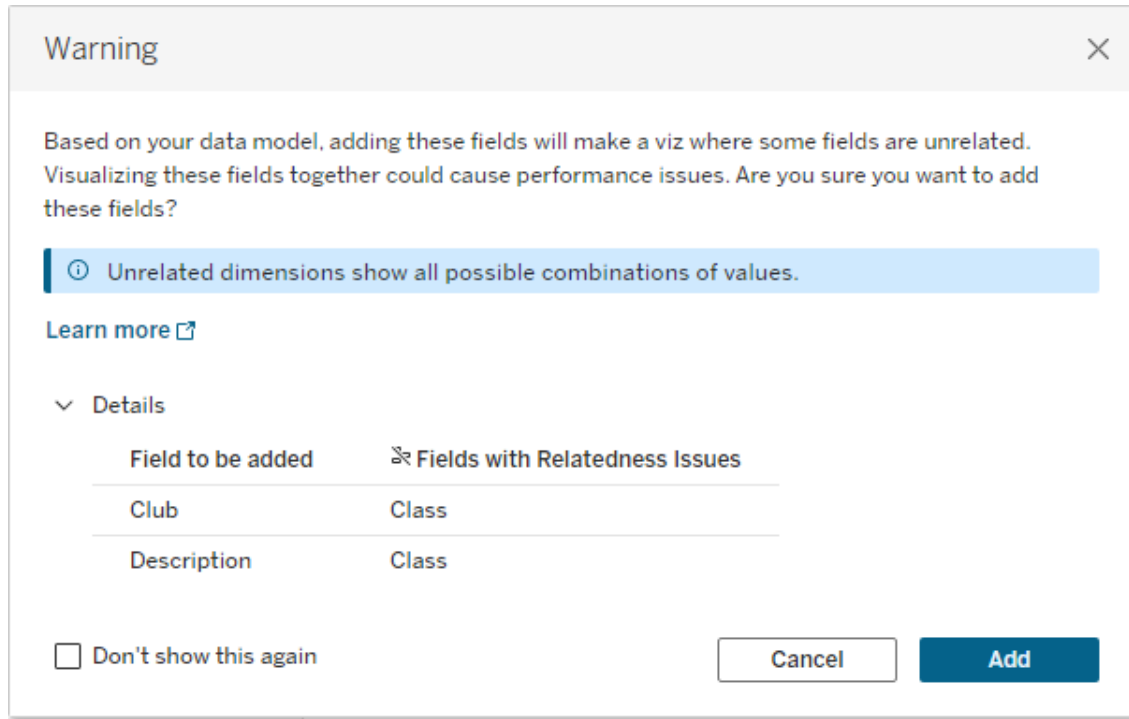 Warning
Based on your data model, adding these fields will make a viz where some fields are unrelated.
Visualizing these fields together could cause performance issues. Are you sure you want to add
these fields?
Unrelated dimensions show all possible combinations of values.
Learn more
Details
Field to be added Fields with Relatedness Issues
Club Class
Description Class
Don't show this again Cancel Add